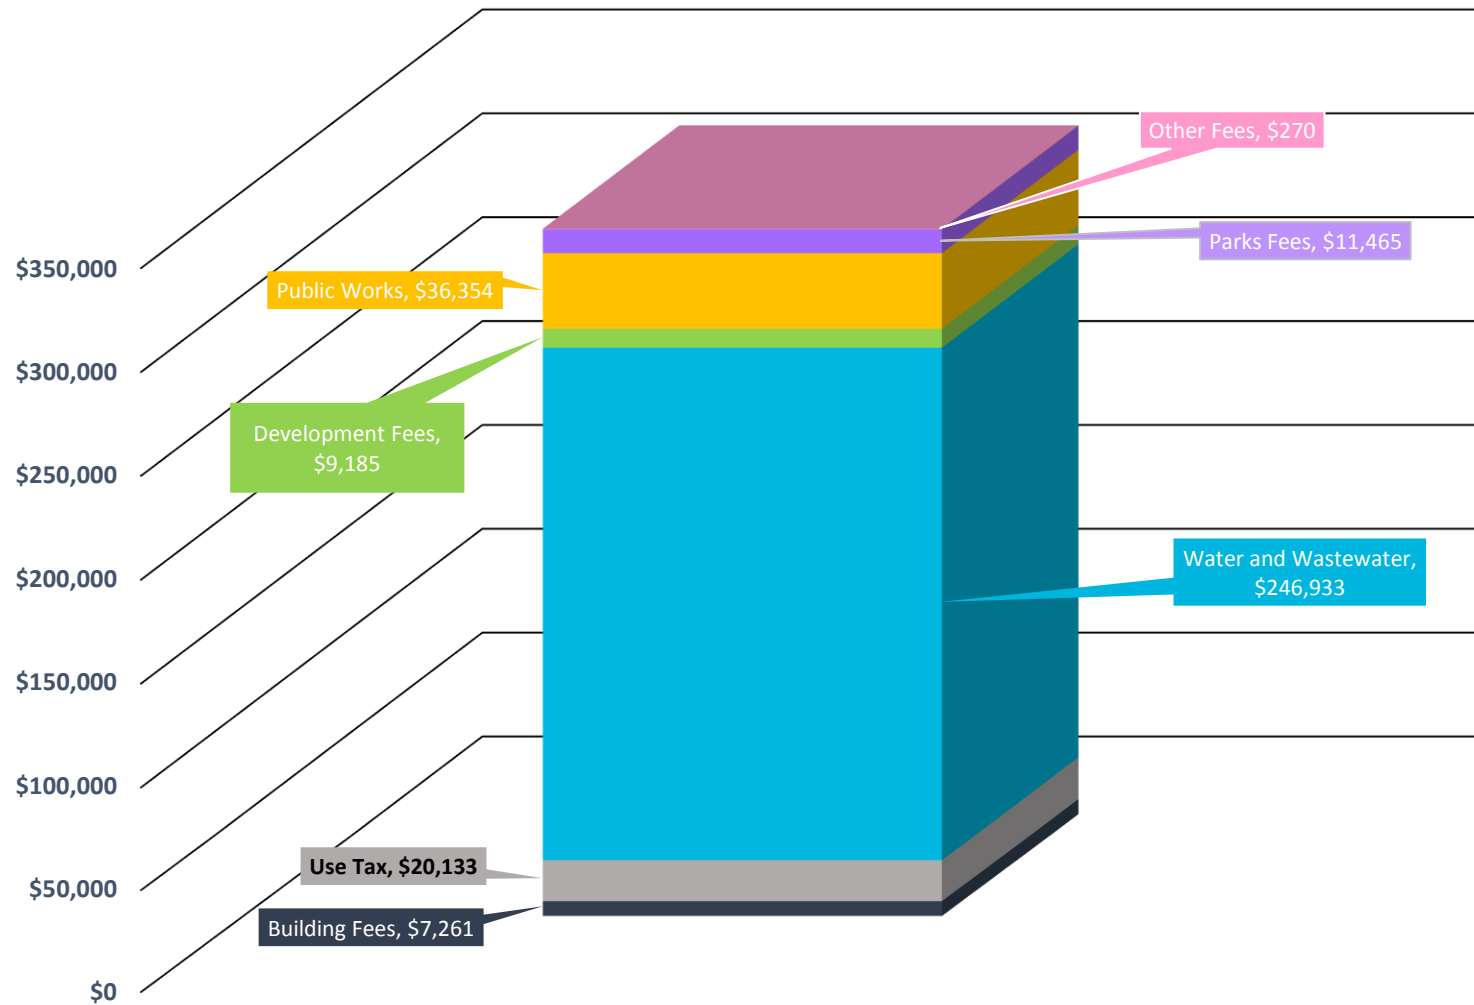 Other Fees, $270
Parks Fees, $11,465
$350,000
Public Works, $36,354
$300,000
Development Fees,
$9,185
$250,000
$200,000
Water and Wastewater,
$246,933
$150,000
$100,000
Use Tax, $20,133
$50,000
Building Fees, $7,261
$0